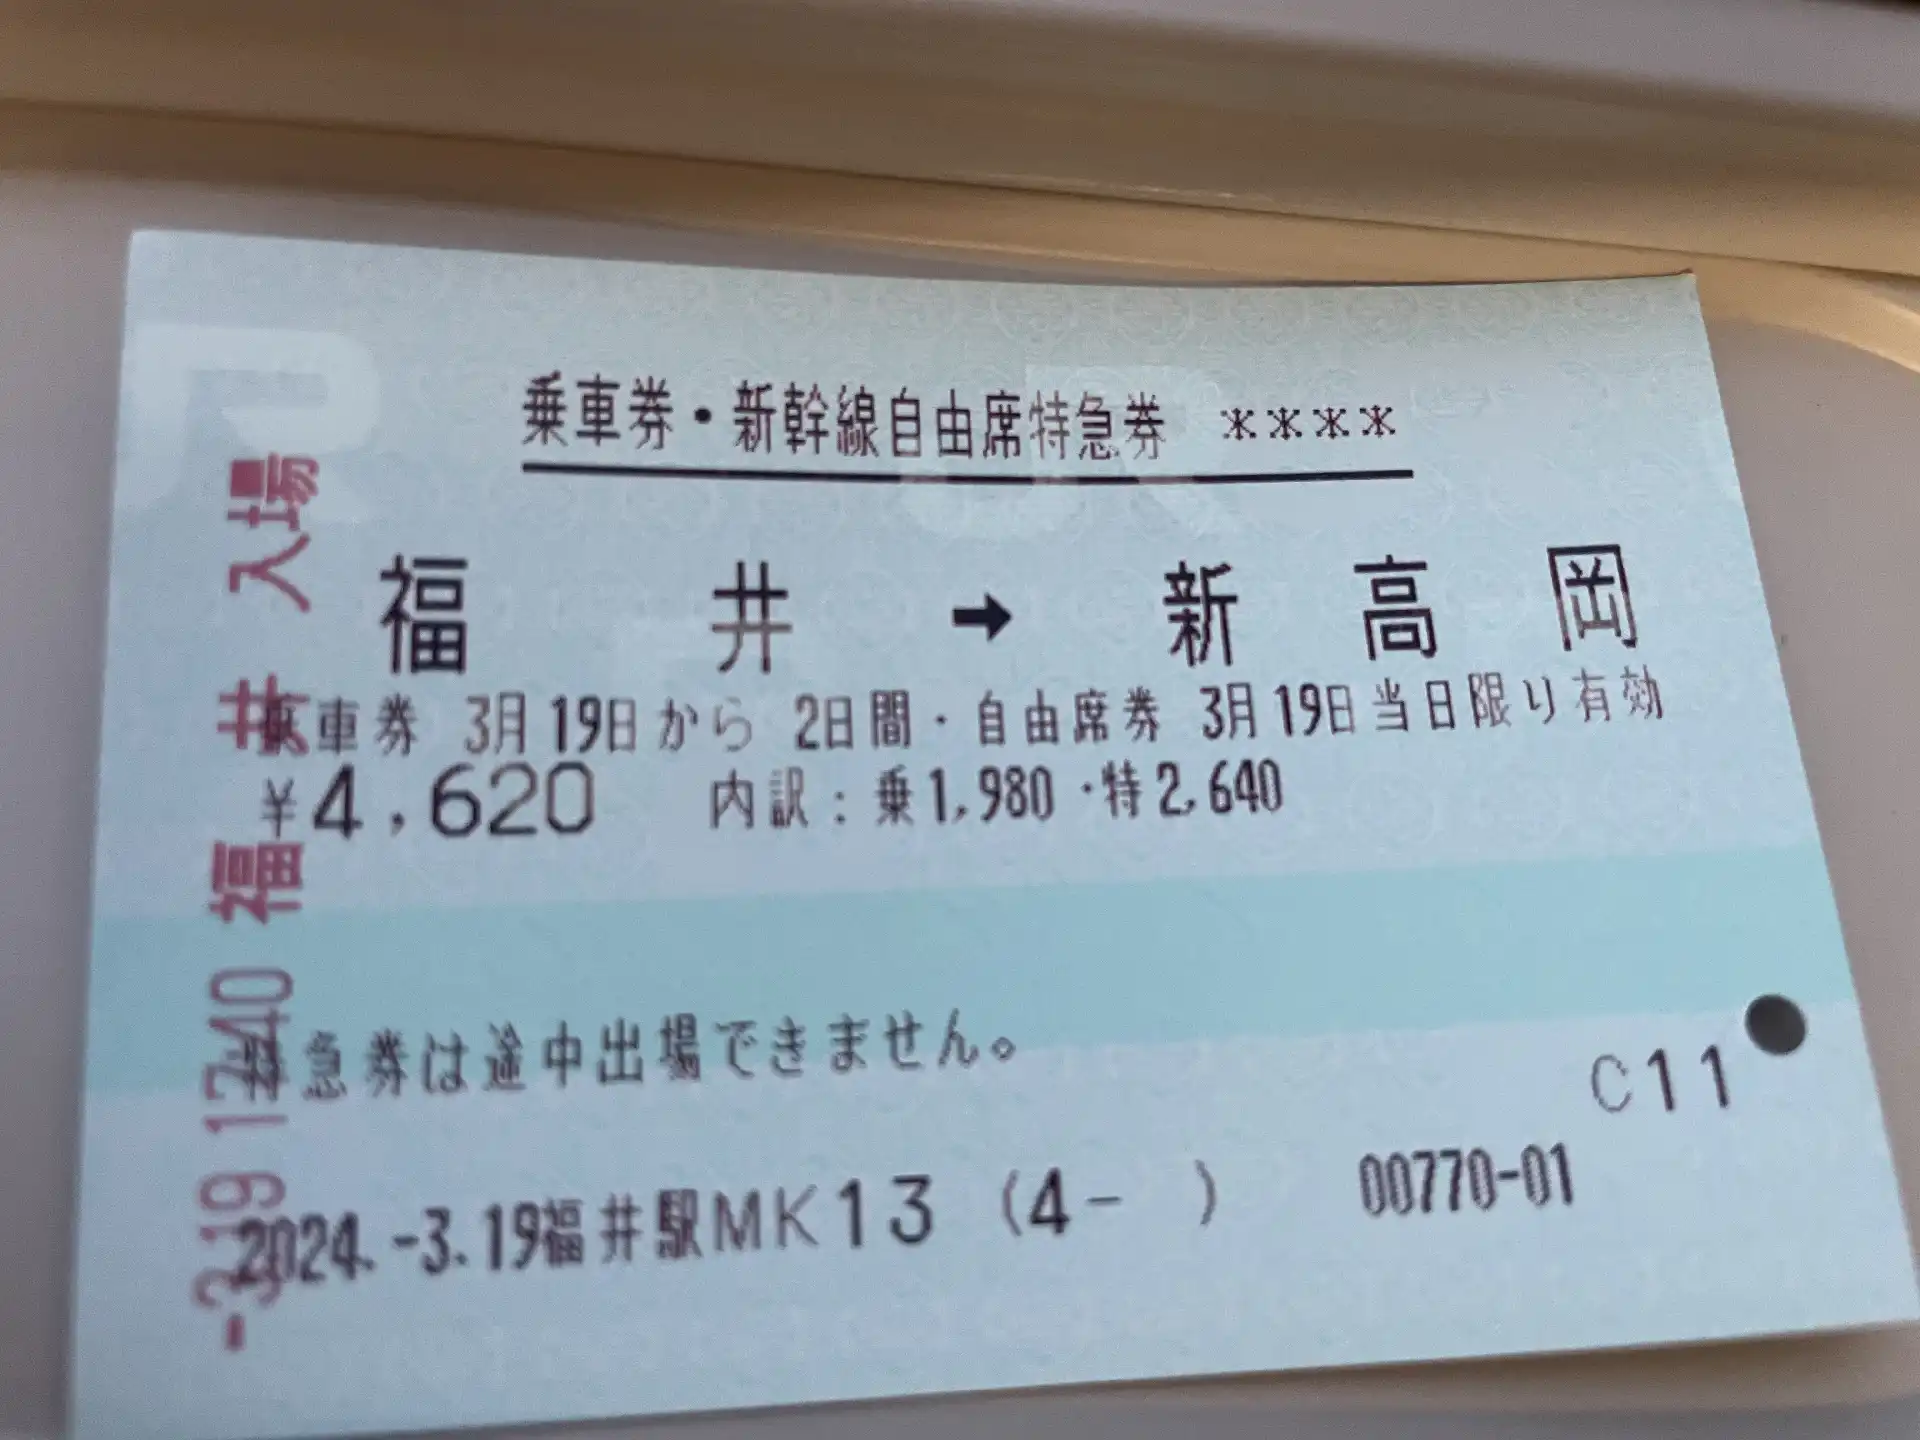 乗車券・新幹線自由席特急券 ****
福井→新高岡
乗車券 3月19日から 2日間・自由席券 3月19日当日限り有効
¥4,620 内訳:乗1,980・特2,640
特急券は途中出場できません。
C11
2024.-3.19福井駅MK13 (4- ) 00770-01
-3.19 12:40 福井 入場